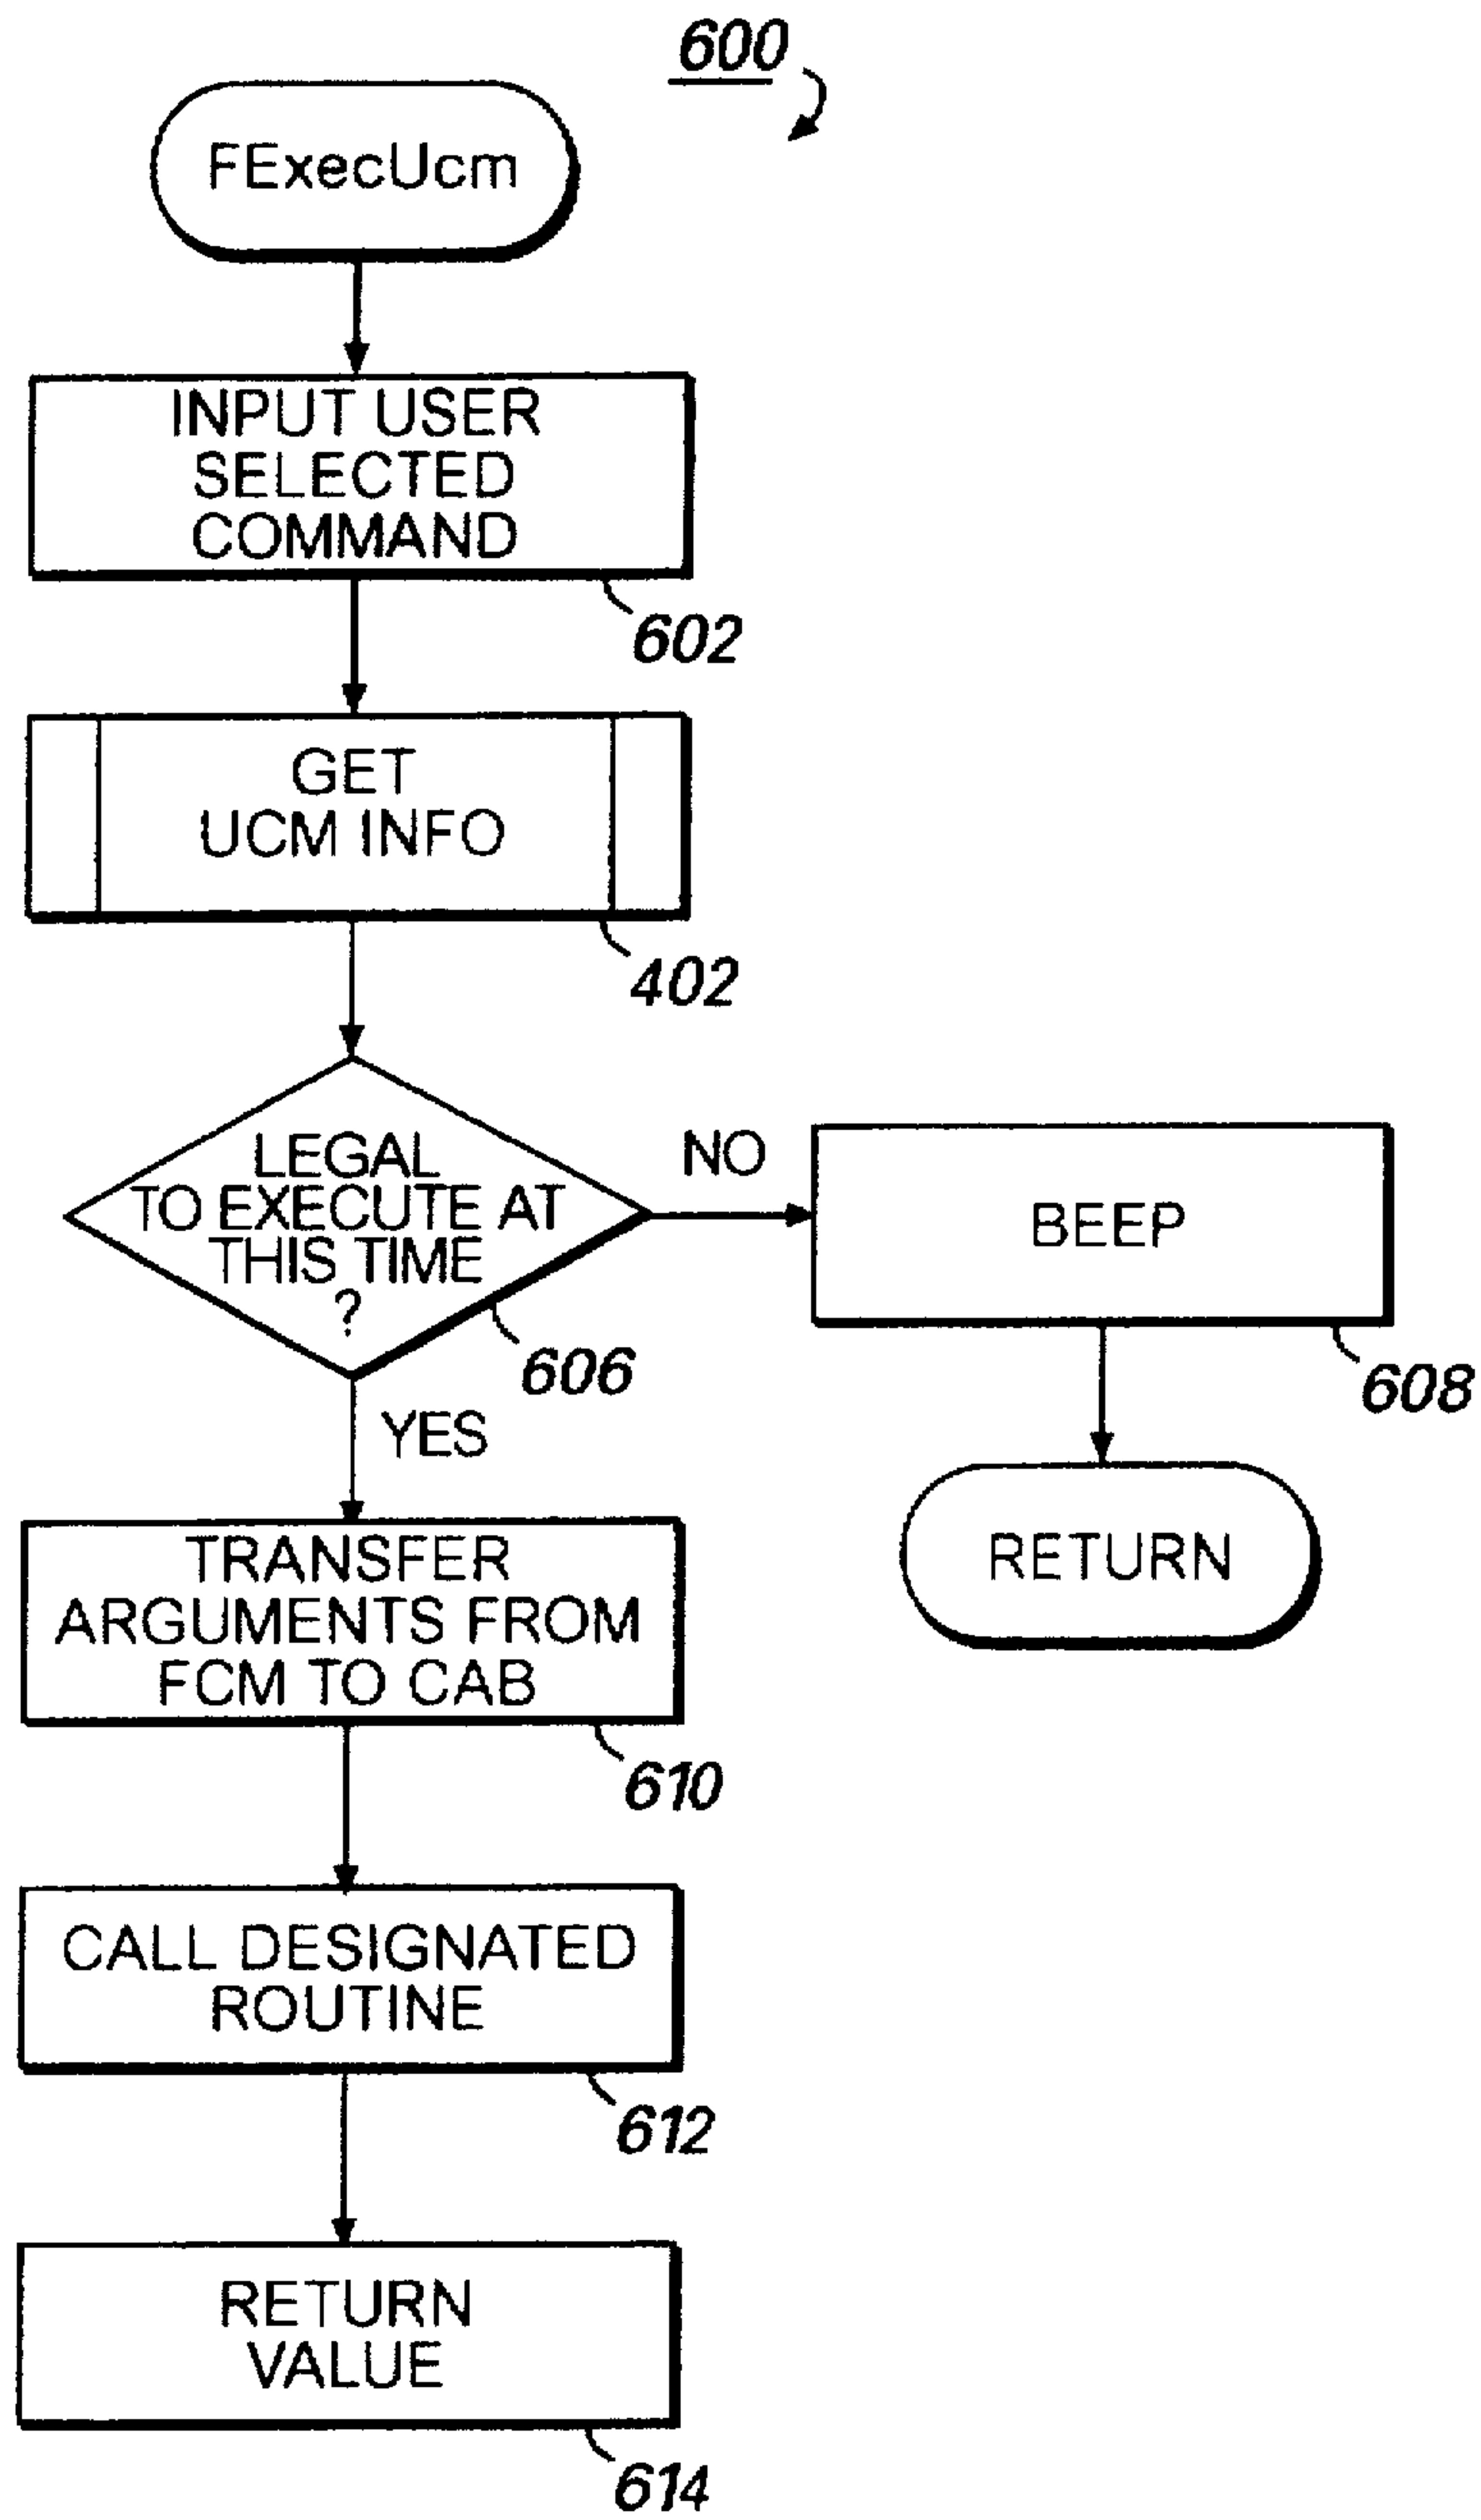 600
FExecUcm
INPUT USER
SELECTED
COMMAND
602
GET
UCM INFO
402
LEGAL
TO EXECUTE AT
THIS TIME
?
606
NO
BEEP
608
RETURN
YES
TRANSFER
ARGUMENTS FROM
FCM TO CAB
610
CALL DESIGNATED
ROUTINE
612
RETURN
VALUE
614